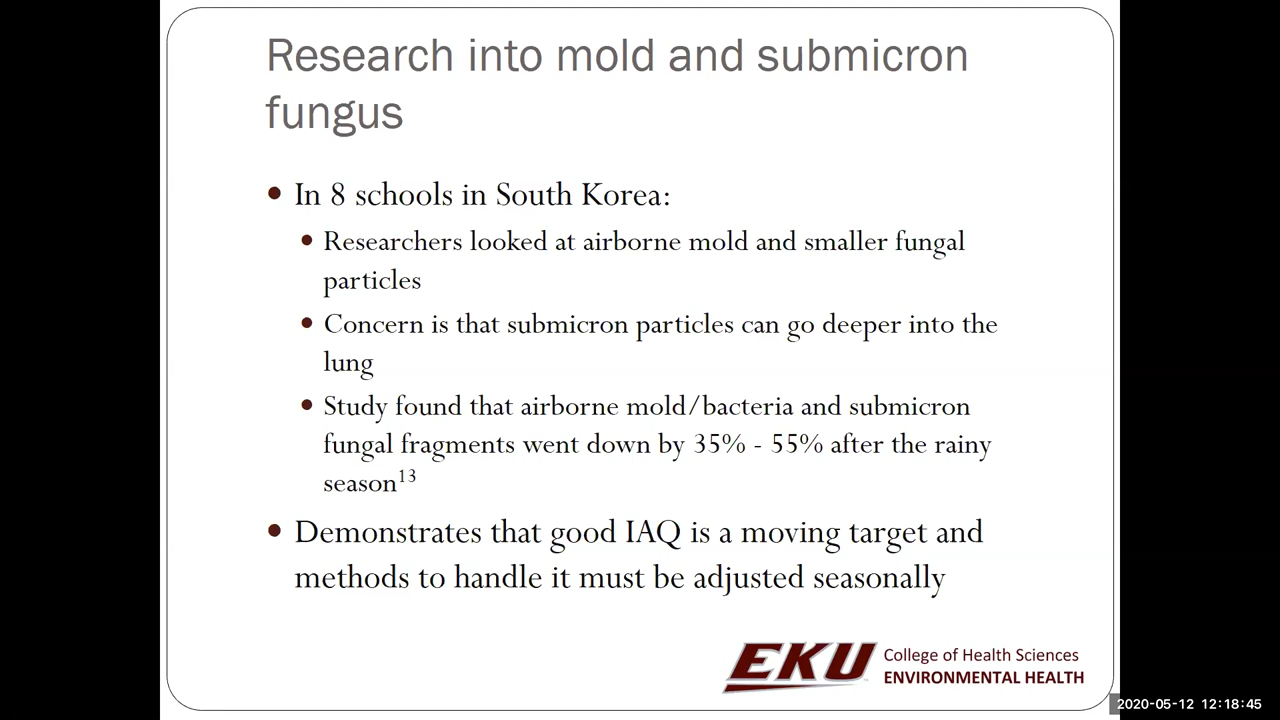 Research into mold and submicron
fungus
• In 8 schools in South Korea:
• Researchers looked at airborne mold and smaller fungal
particles
• Concern is that submicron particles can go deeper into the
lung
• Study found that airborne mold/bacteria and submicron
fungal fragments went down by 35% - 55% after the rainy
season¹³
• Demonstrates that good IAQ is a moving target and
methods to handle it must be adjusted seasonally
EKU College of Health Sciences
ENVIRONMENTAL HEALTH
2020-05-12 12:18:45